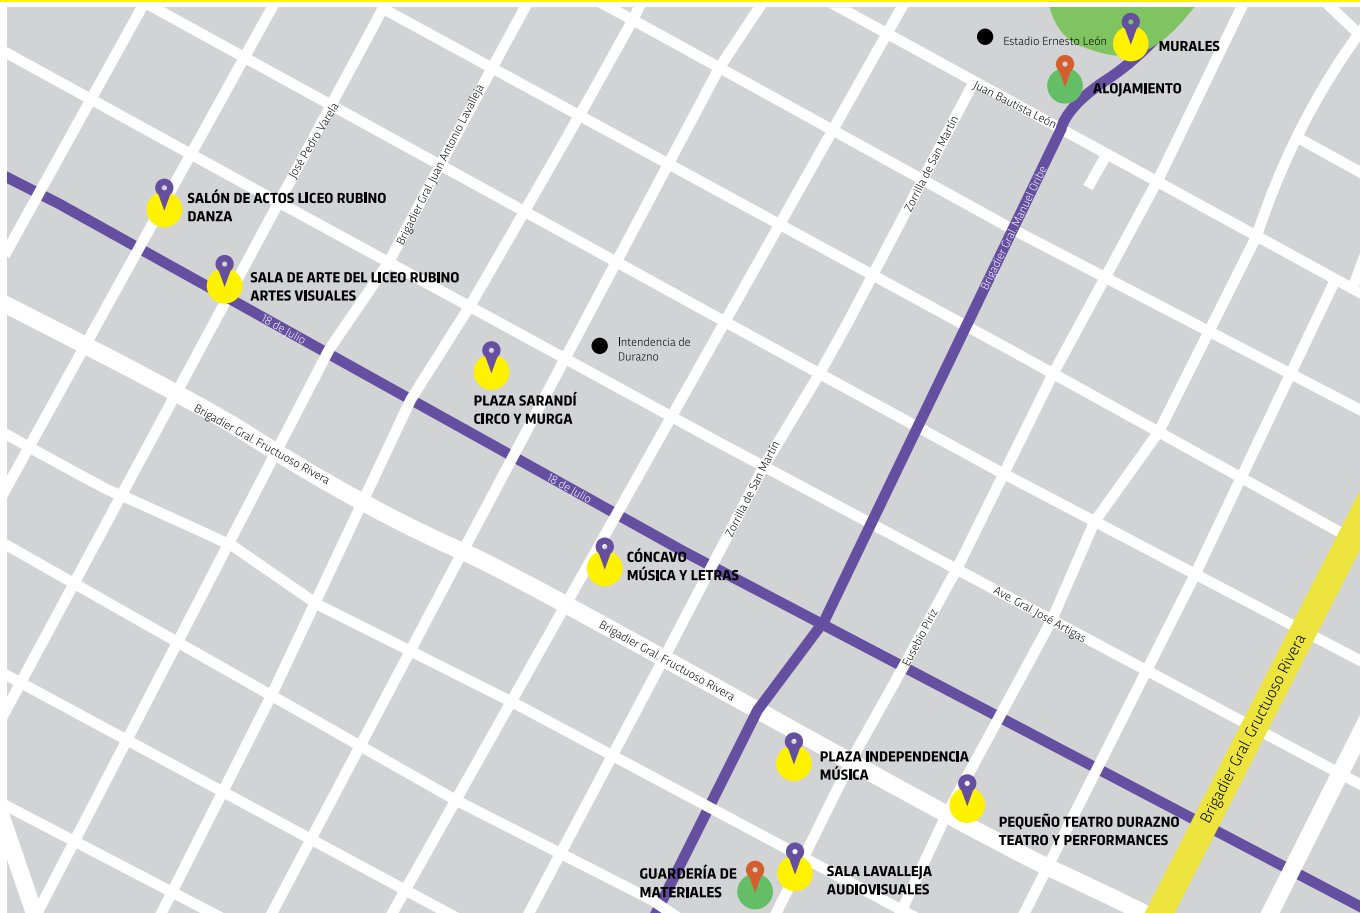 Estadio Ernesto León
MURALES
ALOJAMIENTO
Juan Bautista León
José Pedro Varela
Brigadier Gral Juan Antonio Lavalleja
Zorrilla de San Martín
Brigadier Gral. Manuel Oribe
SALÓN DE ACTOS LICEO RUBINO
DANZA
SALA DE ARTE DEL LICEO RUBINO
ARTES VISUALES
18 de Julio
Intendencia de
Durazno
PLAZA SARANDÍ
CIRCO Y MURGA
Brigadier Gral. Fructuoso Rivera
18 de Julio
Zorrilla de San Martín
CÓNCAVO
MÚSICA Y LETRAS
Brigadier Gral. Fructuoso Rivera
Eusebio Piriz
Ave. Gral. José Artigas
Brigadier Gral. Gructuoso Rivera
PLAZA INDEPENDENCIA
MÚSICA
PEQUEÑO TEATRO DURAZNO
TEATRO Y PERFORMANCES
GUARDERÍA DE
MATERIALES
SALA LAVALLEJA
AUDIOVISUALES